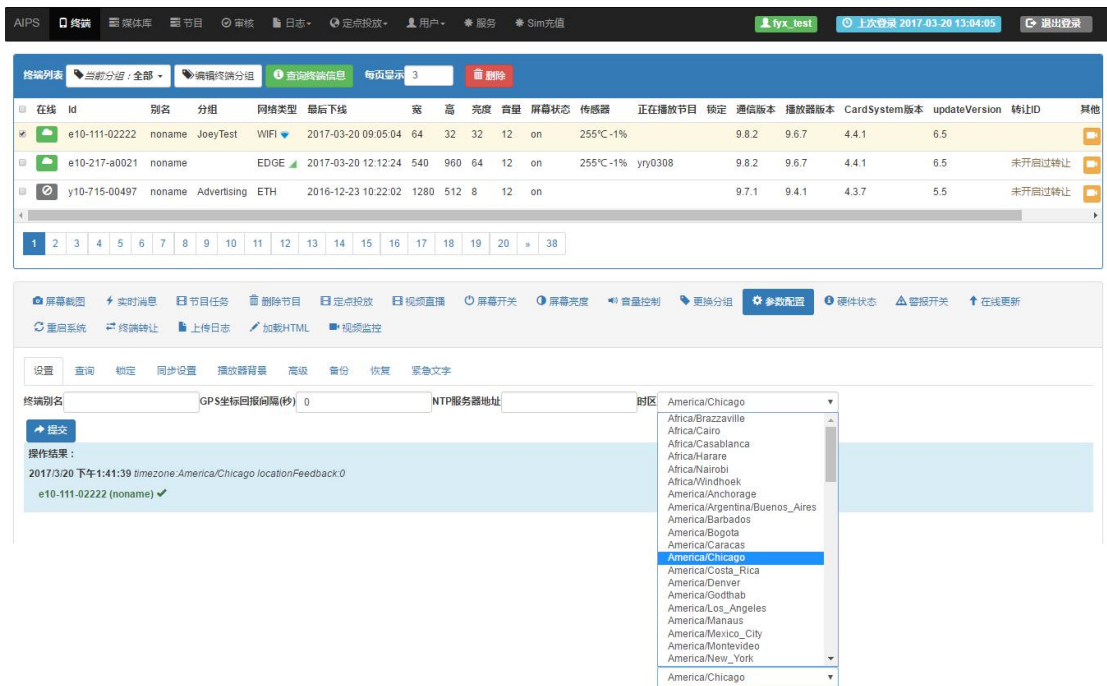 AIPS 终端 媒体库 节目 审核 日志 定点投放 用户 服务 Sim充值 fyx_test 上次登录 2017-03-20 13:04:05 退出登录
终端列表 当前分组：全部 编辑终端分组 查询终端信息 每页显示 3 删除
在线 Id 别名 分组 网络类型 最后下线 宽 高 亮度 音量 屏幕状态 传感器 正在播放节目 锁定 通信版本 播放器版本 CardSystem版本 updateVersion 转让ID 其他
e10-111-02222 noname JoeyTest WIFI 2017-03-20 09:05:04 64 32 32 12 on 255℃-1% 9.8.2 9.6.7 4.4.1 6.5
e10-217-a0021 noname EDGE 2017-03-20 12:12:24 540 960 64 12 on 255℃-1% yry0308 9.8.2 9.6.7 4.4.1 6.5 未开启过转让
y10-715-00497 noname Advertising ETH 2016-12-23 10:22:02 1280 512 8 12 on 9.7.1 9.4.1 4.3.7 5.5 未开启过转让
1 2 3 4 5 6 7 8 9 10 11 12 13 14 15 16 17 18 19 20 » 38
屏幕截图 实时消息 节目任务 删除节目 定点投放 视频直播 屏幕开关 屏幕亮度 音量控制 更换分组 参数配置 硬件状态 警报开关 在线更新
重启系统 终端转让 上传日志 加载HTML 视频监控
设置 查询 锁定 同步设置 播放器背景 高级 备份 恢复 紧急文字
终端别名 GPS坐标回报间隔(秒) 0 NTP服务器地址 时区 America/Chicago
提交
操作结果：
2017/3/20 下午1:41:39 timezone:America/Chicago locationFeedback:0
e10-111-02222 (noname) ✔
Africa/Brazzaville
Africa/Cairo
Africa/Casablanca
Africa/Harare
Africa/Nairobi
Africa/Windhoek
America/Anchorage
America/Argentina/Buenos_Aires
America/Barbados
America/Bogota
America/Caracas
America/Chicago
America/Costa_Rica
America/Denver
America/Godthab
America/Los_Angeles
America/Manaus
America/Mexico_City
America/Montevideo
America/New_York
America/Chicago